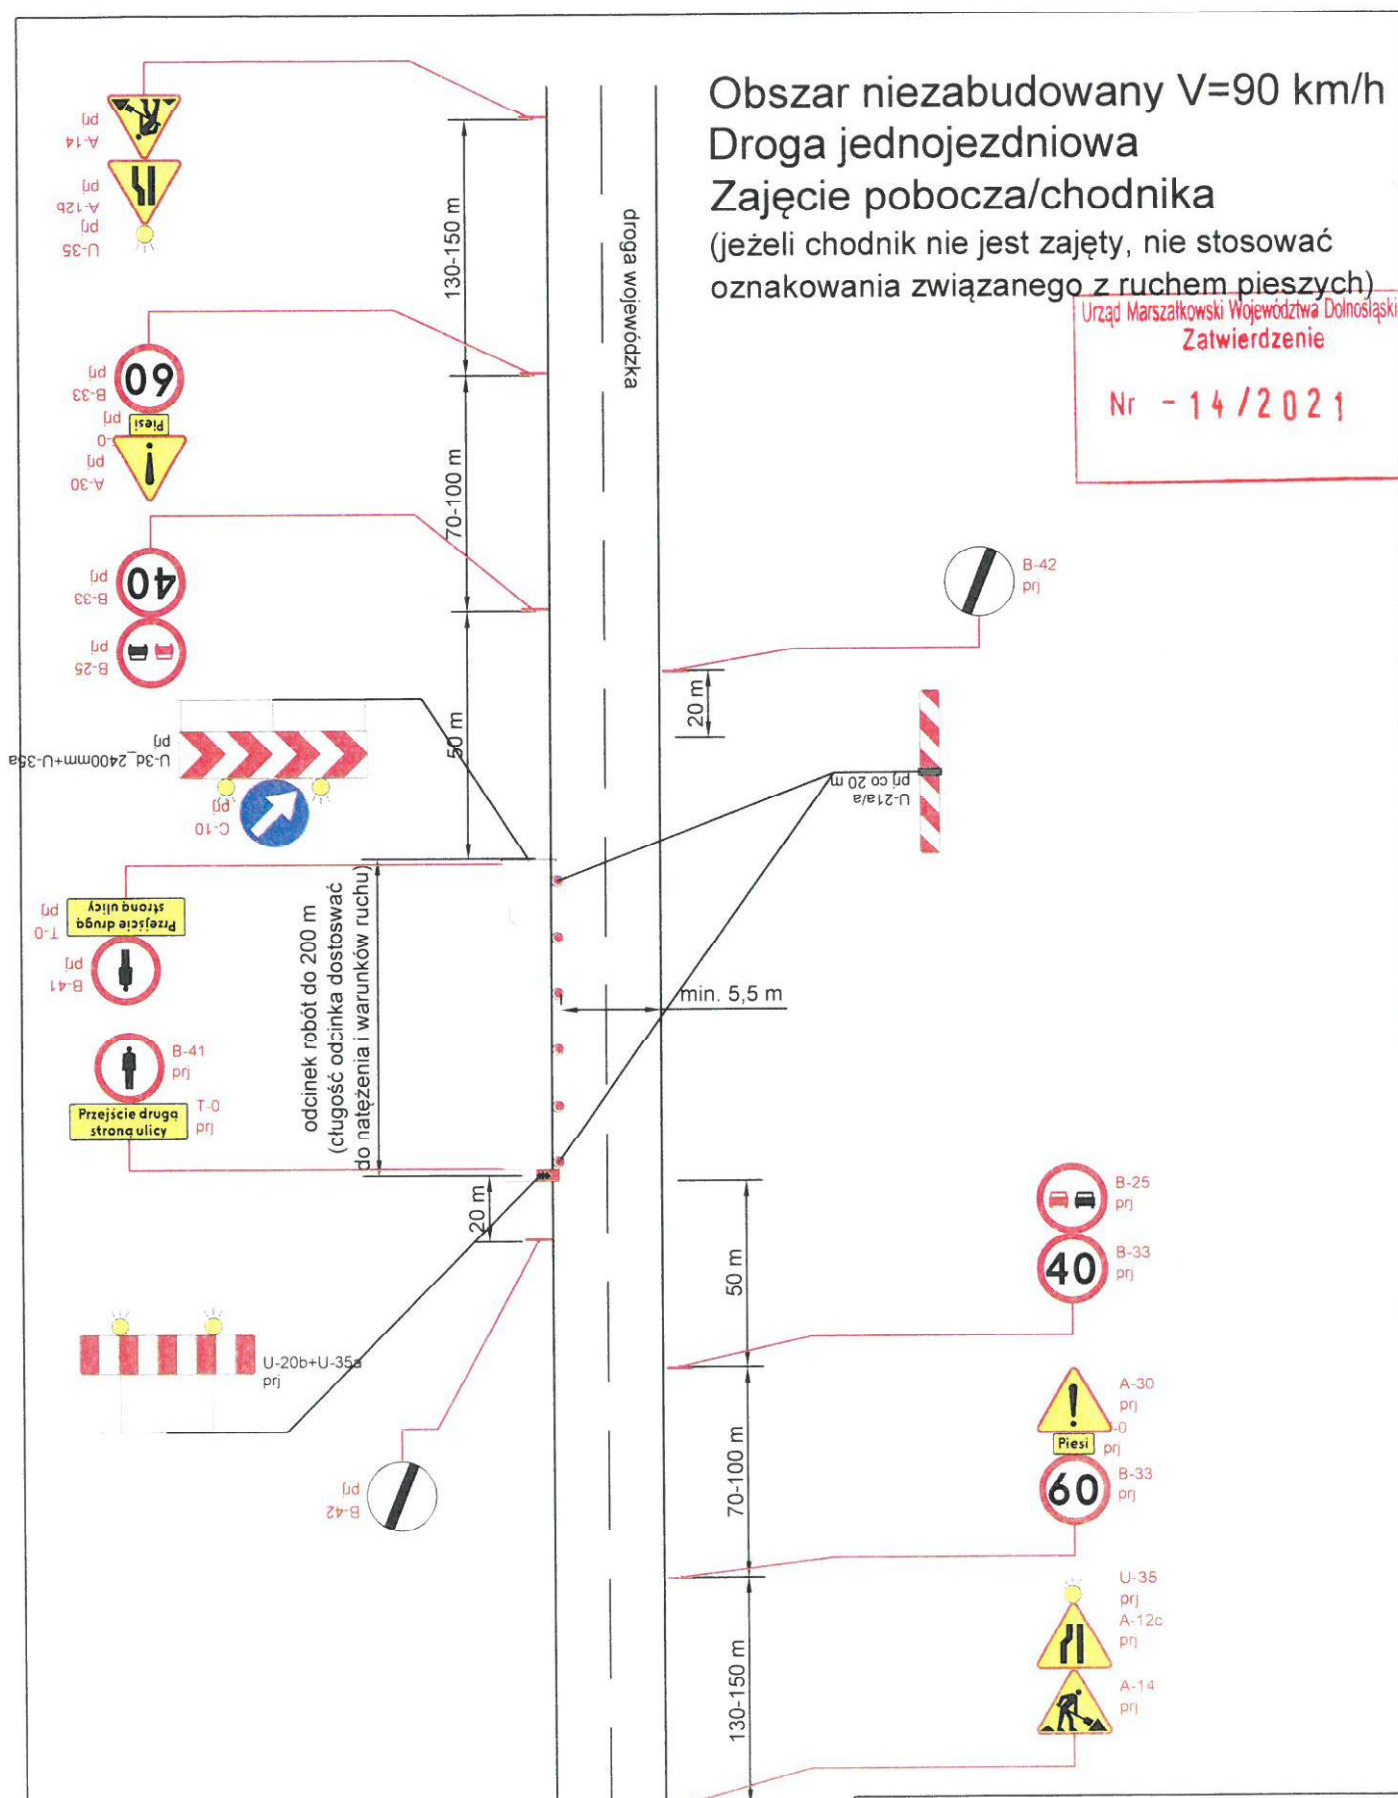 Obszar niezabudowany V=90 km/h
Droga jednojezdniowa
Zajęcie pobocza/chodnika
(jeżeli chodnik nie jest zajęty, nie stosować
oznakowania związanego z ruchem pieszych)
Urząd Marszałkowski Województwa Dolnośląski
Zatwierdzenie
Nr - 14/2021
A-14
prj
A-12b
prj
U-35
prj
130-150 m
droga wojewódzka
60
B-33
prj
Piesi
-0
prj
A-30
prj
70-100 m
40
B-33
prj
B-25
prj
B-42
prj
20 m
50 m
U-3d_2400mm+U-35a
prj
C-10
prj
U-21a/a
prj co 20 m
Przejście drugą
stroną ulicy
T-0
prj
B-41
prj
odcinek robót do 200 m
(cługość odcinka dostoswać
do natężenia i warunków ruchu)
min. 5,5 m
B-41
prj
Przejście drugą
stroną ulicy
T-0
prj
20 m
B-25
prj
40
B-33
prj
50 m
U-20b+U-35a
prj
A-30
prj
-0
prj
Piesi
60
B-33
prj
70-100 m
B-42
prj
U-35
prj
A-12c
prj
A-14
prj
130-150 m